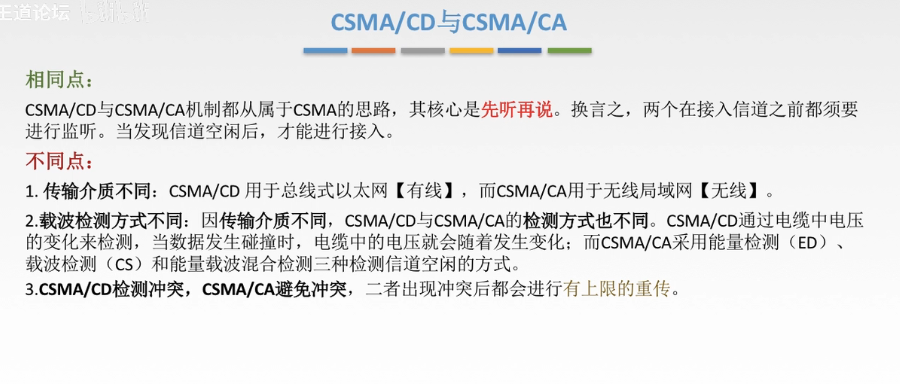 王道论坛
CSMA/CD与CSMA/CA
相同点：
CSMA/CD与CSMA/CA机制都从属于CSMA的思路，其核心是先听再说。换言之，两个在接入信道之前都须要
进行监听。当发现信道空闲后，才能进行接入。
不同点：
1. 传输介质不同：CSMA/CD 用于总线式以太网【有线】，而CSMA/CA用于无线局域网【无线】。
2.载波检测方式不同：因传输介质不同，CSMA/CD与CSMA/CA的检测方式也不同。CSMA/CD通过电缆中电压
的变化来检测，当数据发生碰撞时，电缆中的电压就会随着发生变化；而CSMA/CA采用能量检测（ED）、
载波检测（CS）和能量载波混合检测三种检测信道空闲的方式。
3.CSMA/CD检测冲突，CSMA/CA避免冲突，二者出现冲突后都会进行有上限的重传。